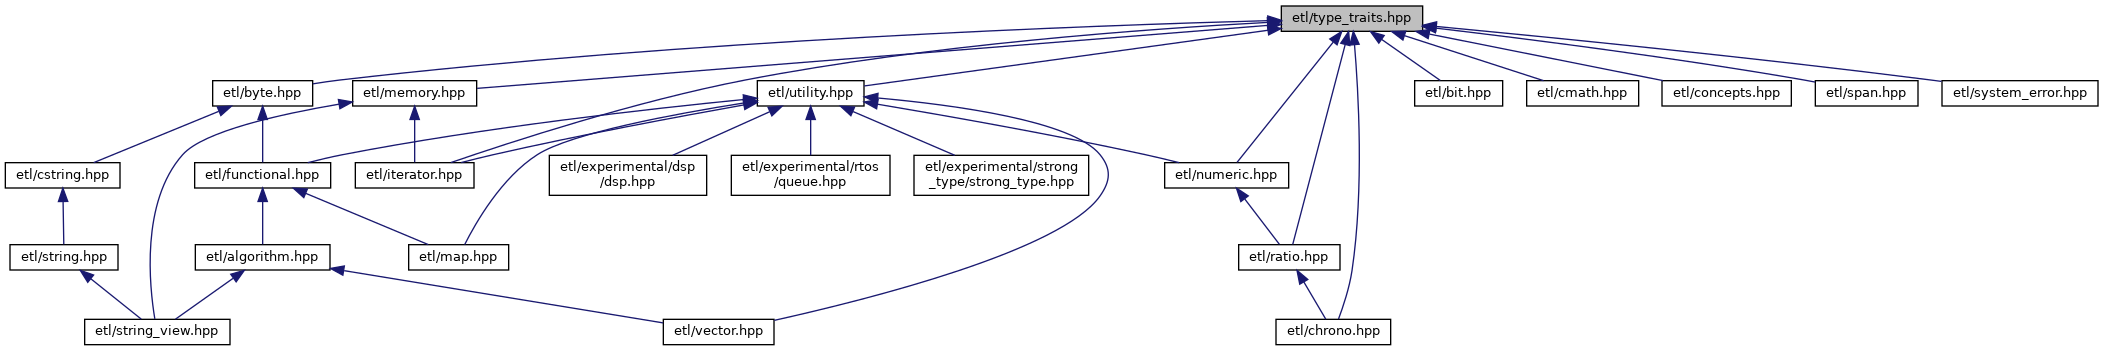 etl/type_traits.hpp
etl/byte.hpp
etl/memory.hpp
etl/utility.hpp
etl/bit.hpp
etl/cmath.hpp
etl/concepts.hpp
etl/span.hpp
etl/system_error.hpp
etl/cstring.hpp
etl/functional.hpp
etl/iterator.hpp
etl/experimental/dsp
/dsp.hpp
etl/experimental/rtos
/queue.hpp
etl/experimental/strong
_type/strong_type.hpp
etl/numeric.hpp
etl/string.hpp
etl/algorithm.hpp
etl/map.hpp
etl/ratio.hpp
etl/string_view.hpp
etl/vector.hpp
etl/chrono.hpp